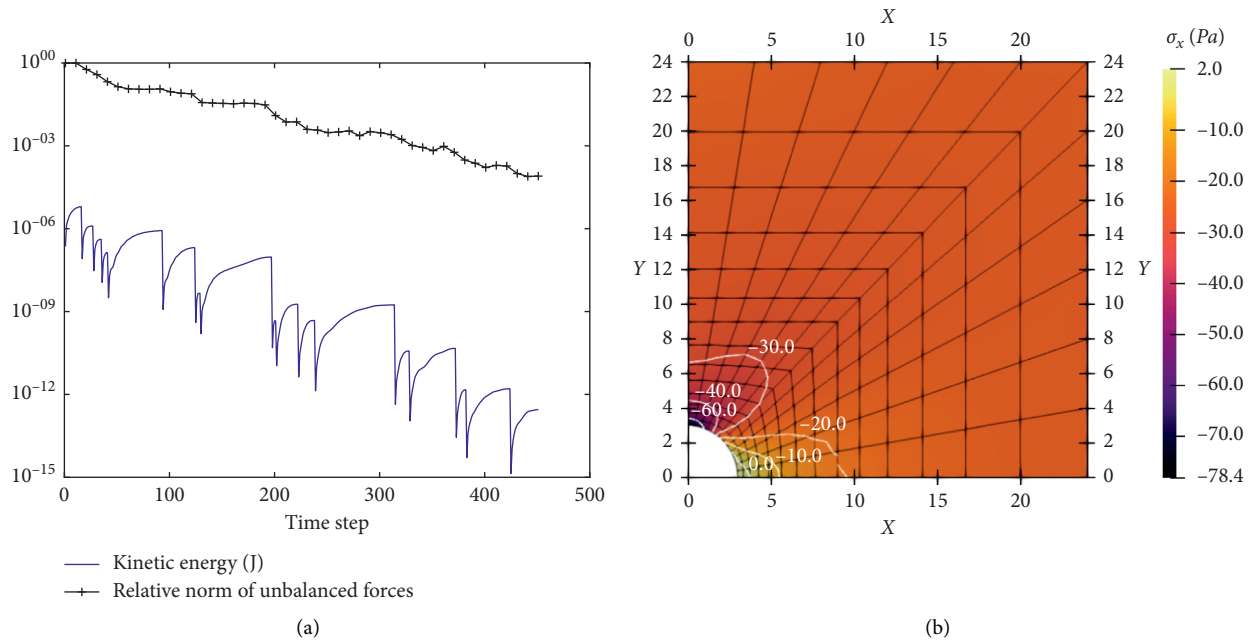 10^00
10^−03
10^−06
10^−09
10^−12
10^−15
0 100 200 300 400 500
Time step
Kinetic energy (J)
Relative norm of unbalanced forces
(a)
X
0 5 10 15 20
24 24
22 22
20 20
18 18
16 16
14 14
Y 12 12 Y
10 10
8 8
6 6
4 4
2 2
0 0
−30.0
−40.0
−60.0
−20.0
−10.0
0.0
0 5 10 15 20
X
σx (Pa)
2.0
−10.0
−20.0
−30.0
−40.0
−50.0
−60.0
−70.0
−78.4
(b)